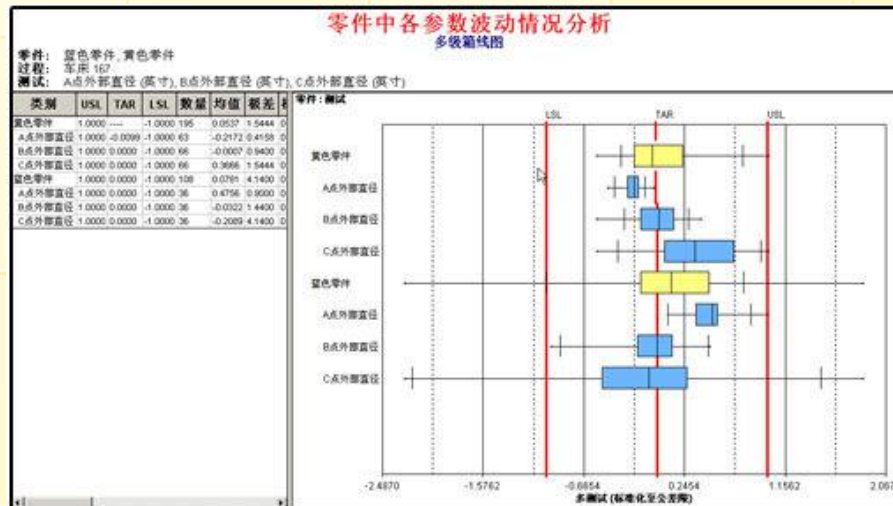 零件中各参数波动情况分析
多级箱线图
零件: 蓝色零件, 黄色零件
过程: 车床 167
测试: A点外部直径 (英寸), B点外部直径 (英寸), C点外部直径 (英寸)
类别 USL TAR LSL 数量 均值 极差
黄色零件 1.0000 ---- -1.0000 195 0.0537 1.5444 0
A点外部直径 1.0000 -0.0099 -1.0000 63 -0.2172 0.4158 0
B点外部直径 1.0000 0.0000 -1.0000 66 -0.0007 0.9400 0
C点外部直径 1.0000 0.0000 -1.0000 66 0.3666 1.5444 0
蓝色零件 1.0000 0.0000 -1.0000 108 0.0781 4.1400 0
A点外部直径 1.0000 0.0000 -1.0000 36 0.4756 0.9000 0
B点外部直径 1.0000 0.0000 -1.0000 36 -0.0322 1.4400 0
C点外部直径 1.0000 0.0000 -1.0000 36 -0.2089 4.1400 0
零件: 测试
LSL TAR USL
黄色零件
A点外部直径
B点外部直径
C点外部直径
蓝色零件
A点外部直径
B点外部直径
C点外部直径
-2.4870 -1.5762 -0.6654 0.2454 1.1562 2.067
多测试 (标准化至公差限)